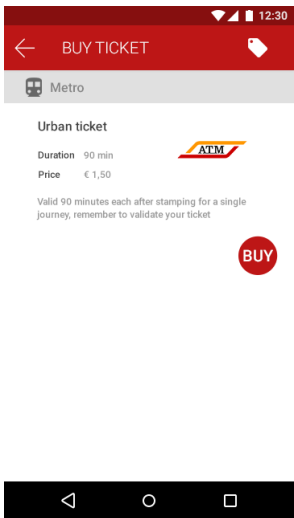 12:30
BUY TICKET
Metro
Urban ticket
ATM
Duration 90 min
Price € 1,50
Valid 90 minutes each after stamping for a single
journey, remember to validate your ticket
BUY